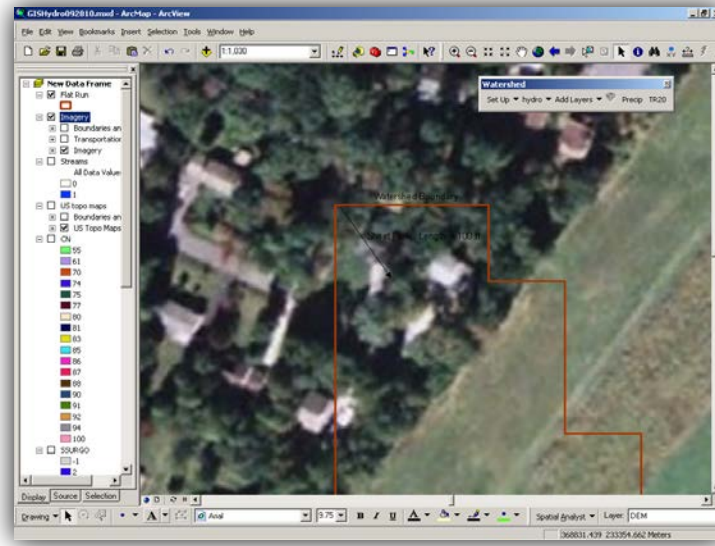 GISHydro092810.mxd - ArcMap - ArcView
File Edit View Bookmarks Insert Selection Tools Window Help
1:1,030
New Data Frame
Flat Run
Imagery
Boundaries an
Transportation
Imagery
Streams
All Data Value
0
1
US topo maps
Boundaries an
US Topo Maps
CN
55
61
70
74
75
77
80
81
83
85
86
87
88
90
91
92
94
100
SSURGO
-1
2
Display Source Selection
Watershed
Set Up hydro Add Layers Precip TR20
Watershed Boundary
Length
ft
Drawing A Arial 9.75 B I U A Spatial Analyst Layer: DEM
368831.439 233354.662 Meters